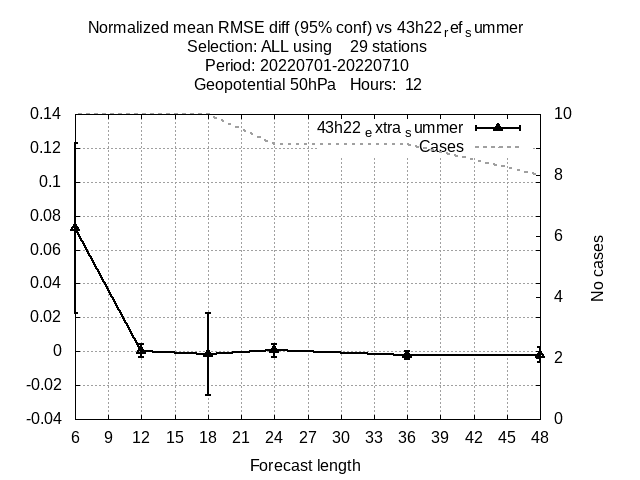 Normalized mean RMSE diff (95% conf) vs 43h22ref summer
Selection: ALL using 29 stations
Period: 20220701-20220710
Geopotential 50hPa Hours: 12
43h22extrasummer
Cases
0.14
0.12
0.1
0.08
0.06
0.04
0.02
0
-0.02
-0.04
10
8
6
4
2
0
No cases
6 9 12 15 18 21 24 27 30 33 36 39 42 45 48
Forecast length